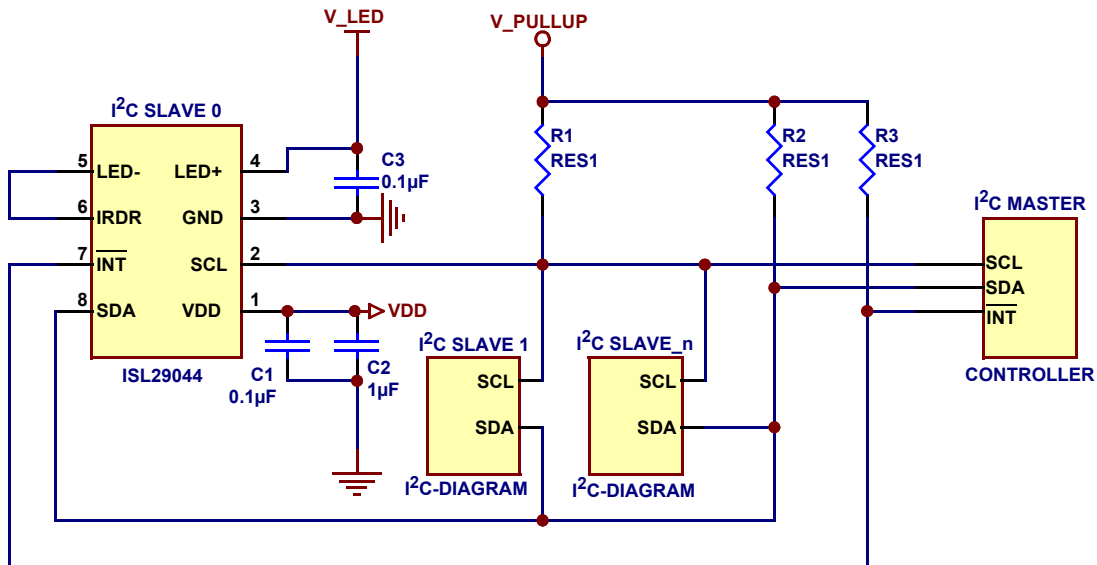 V_LED
V_PULLUP
I²C SLAVE 0
5
LED-
LED+
4
6
IRDR
GND
3
7
INT
SCL
2
8
SDA
VDD
1
ISL29044
C3
0.1µF
VDD
C1
0.1µF
C2
1µF
R1
RES1
R2
RES1
R3
RES1
I²C SLAVE 1
SCL
SDA
I²C-DIAGRAM
I²C SLAVE_n
SCL
SDA
I²C-DIAGRAM
I²C MASTER
SCL
SDA
INT
CONTROLLER